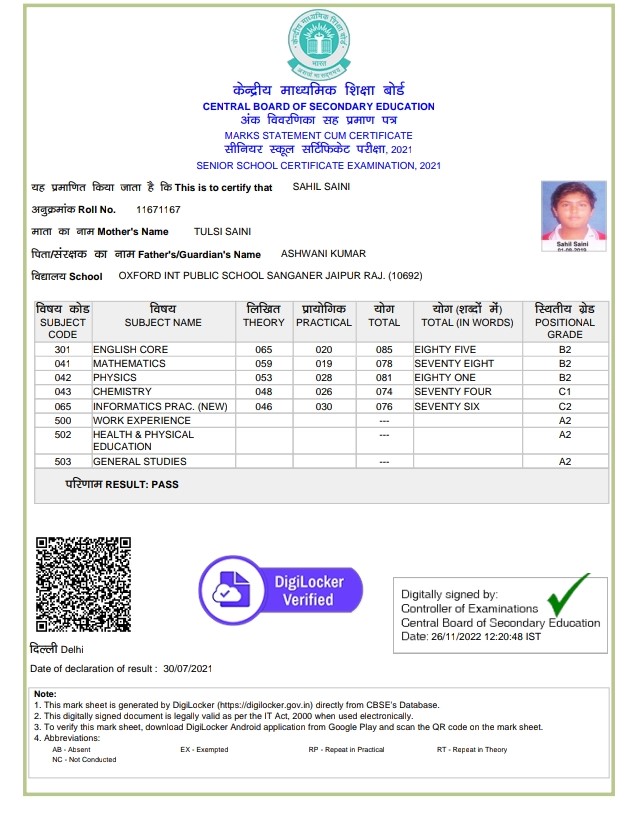 केन्द्रीय माध्यमिक शिक्षा बोर्ड
भारत
असतो मा सद्गमय
केन्द्रीय माध्यमिक शिक्षा बोर्ड
CENTRAL BOARD OF SECONDARY EDUCATION
अंक विवरणिका सह प्रमाण पत्र
MARKS STATEMENT CUM CERTIFICATE
सीनियर स्कूल सर्टिफिकेट परीक्षा, 2021
SENIOR SCHOOL CERTIFICATE EXAMINATION, 2021
यह प्रमाणित किया जाता है कि This is to certify that SAHIL SAINI
अनुक्रमांक Roll No. 11671167
माता का नाम Mother's Name TULSI SAINI
पिता/संरक्षक का नाम Father's/Guardian's Name ASHWANI KUMAR
विद्यालय School OXFORD INT PUBLIC SCHOOL SANGANER JAIPUR RAJ. (10692)
Sahil Saini
विषय कोड विषय लिखित प्रायोगिक योग योग (शब्दों में) स्थितीय ग्रेड
SUBJECT SUBJECT NAME THEORY PRACTICAL TOTAL TOTAL (IN WORDS) POSITIONAL
CODE GRADE
301 ENGLISH CORE 065 020 085 EIGHTY FIVE B2
041 MATHEMATICS 059 019 078 SEVENTY EIGHT B2
042 PHYSICS 053 028 081 EIGHTY ONE B2
043 CHEMISTRY 048 026 074 SEVENTY FOUR C1
065 INFORMATICS PRAC. (NEW) 046 030 076 SEVENTY SIX C2
500 WORK EXPERIENCE --- A2
502 HEALTH & PHYSICAL --- A2
EDUCATION
503 GENERAL STUDIES --- A2
परिणाम RESULT: PASS
DigiLocker
Verified
Digitally signed by:
Controller of Examinations
Central Board of Secondary Education
Date: 26/11/2022 12:20:48 IST
दिल्ली Delhi
Date of declaration of result : 30/07/2021
Note:
1. This mark sheet is generated by DigiLocker (https://digilocker.gov.in) directly from CBSE's Database.
2. This digitally signed document is legally valid as per the IT Act, 2000 when used electronically.
3. To verify this mark sheet, download DigiLocker Android application from Google Play and scan the QR code on the mark sheet.
4. Abbreviations:
AB - Absent EX - Exempted RP - Repeat in Practical RT - Repeat in Theory
NC - Not Conducted